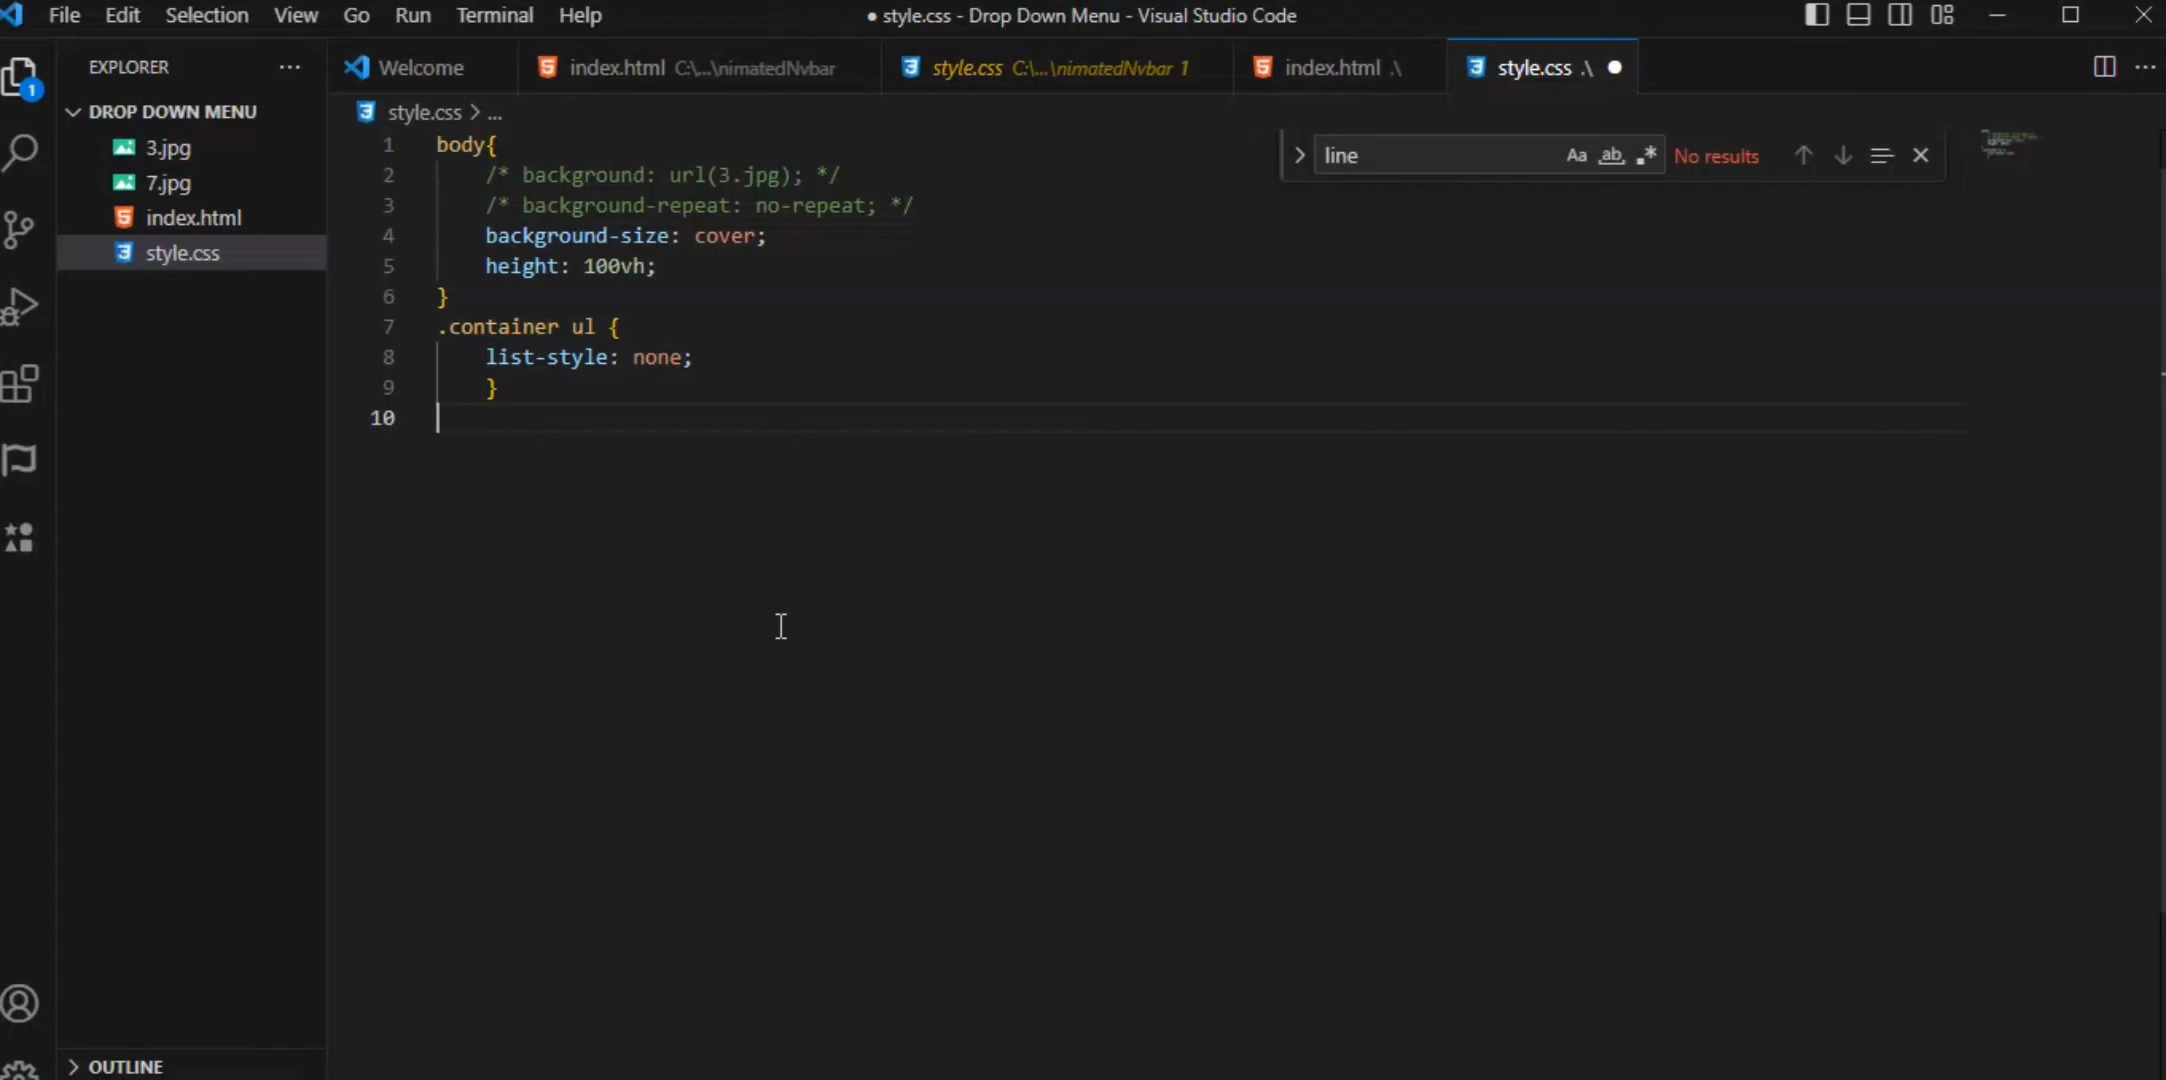 File Edit Selection View Go Run Terminal Help
● style.css - Drop Down Menu - Visual Studio Code
EXPLORER ...
Welcome
index.html C:\...\nimatedNvbar
style.css C:\...\nimatedNvbar 1
index.html .\
style.css .\ ●
1
DROP DOWN MENU
3.jpg
7.jpg
index.html
style.css
style.css > ...
line
Aa ab .* No results
1 body{
2 /* background: url(3.jpg); */
3 /* background-repeat: no-repeat; */
4 background-size: cover;
5 height: 100vh;
6 }
7 .container ul {
8 list-style: none;
9 }
10
OUTLINE